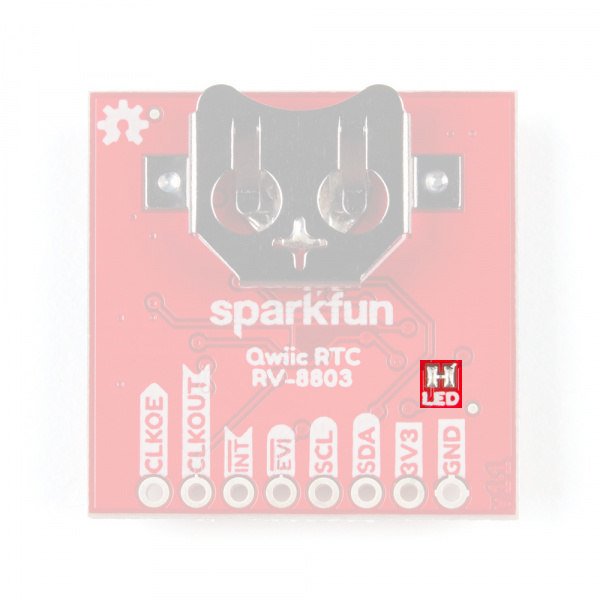 sparkfun
Qwiic RTC
RV-8803
LED
CLKOE
CLKOUT
INT
EVI
SCL
SDA
3V3
GND